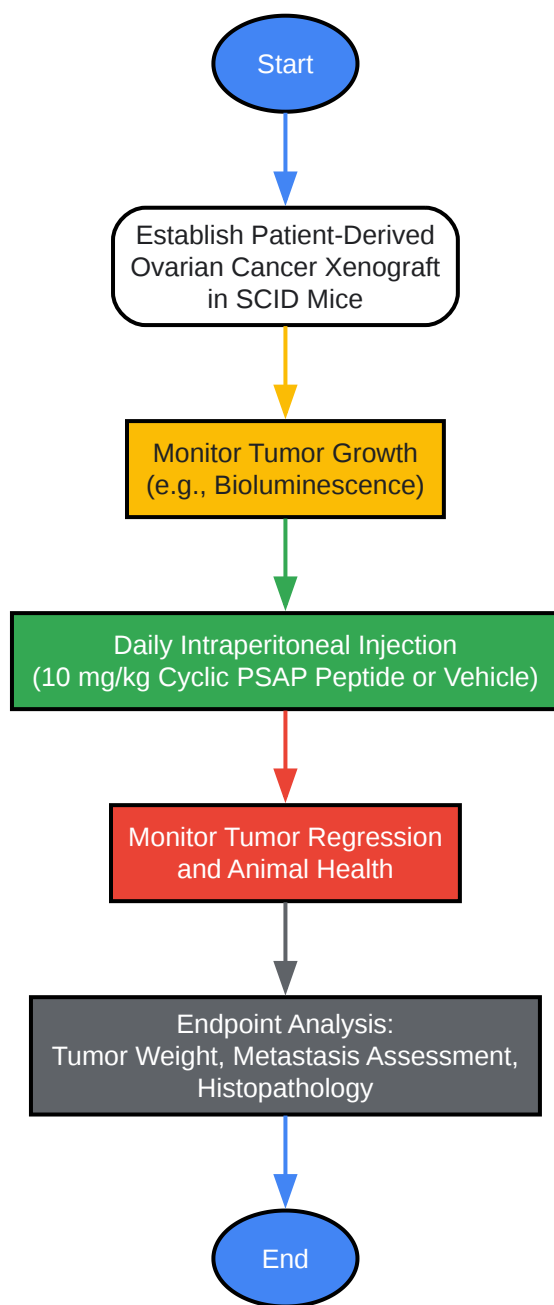 Start
Establish Patient-Derived
Ovarian Cancer Xenograft
in SCID Mice
Monitor Tumor Growth
(e.g., Bioluminescence)
Daily Intraperitoneal Injection
(10 mg/kg Cyclic PSAP Peptide or Vehicle)
Monitor Tumor Regression
and Animal Health
Endpoint Analysis:
Tumor Weight, Metastasis Assessment,
Histopathology
End